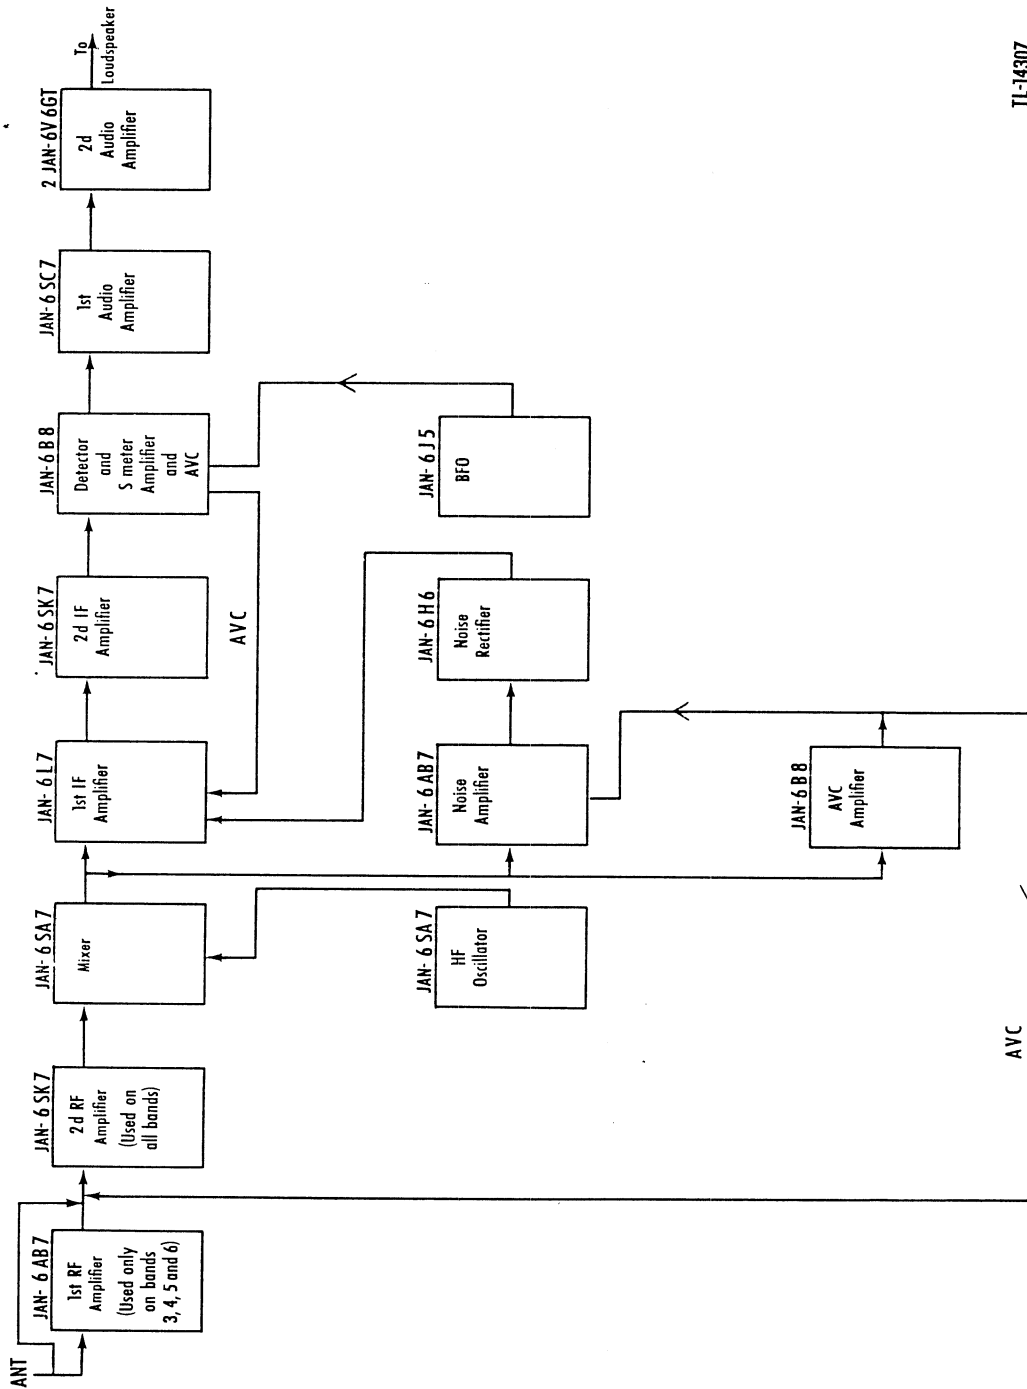 ANT
JAN-6AB7
1st RF
Amplifier
(Used only
on bands
3, 4, 5 and 6)
JAN-6SK7
2d RF
Amplifier
(Used on
all bands)
JAN-6SA7
Mixer
JAN-6L7
1st IF
Amplifier
JAN-6SK7
2d IF
Amplifier
JAN-6B8
Detector
and
S meter
Amplifier
and
AVC
JAN-6SC7
1st
Audio
Amplifier
2 JAN-6V6GT
2d
Audio
Amplifier
To
Loudspeaker
AVC
JAN-6SA7
HF
Oscillator
JAN-6AB7
Noise
Amplifier
JAN-6H6
Noise
Rectifier
JAN-6J5
BFO
JAN-6B8
AVC
Amplifier
AVC
TL-14307